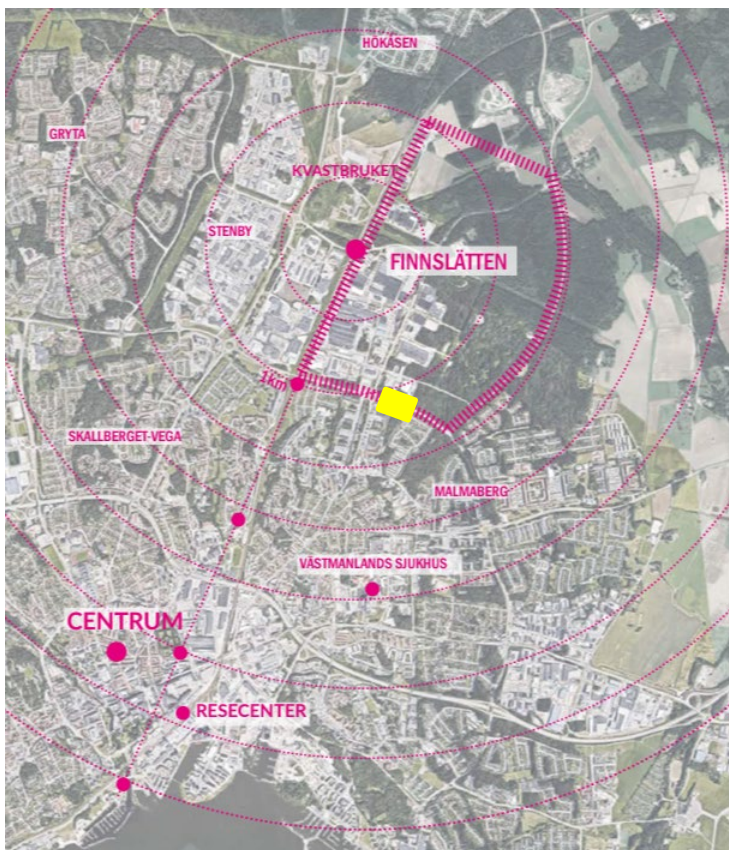 HÖKÅSEN
GRYTA
KVASTBRUKET
STENBY
FINNSLÄTTEN
1km
SKALLBERGET-VEGA
MALMABERG
VÄSTMANLANDS SJUKHUS
CENTRUM
RESECENTER